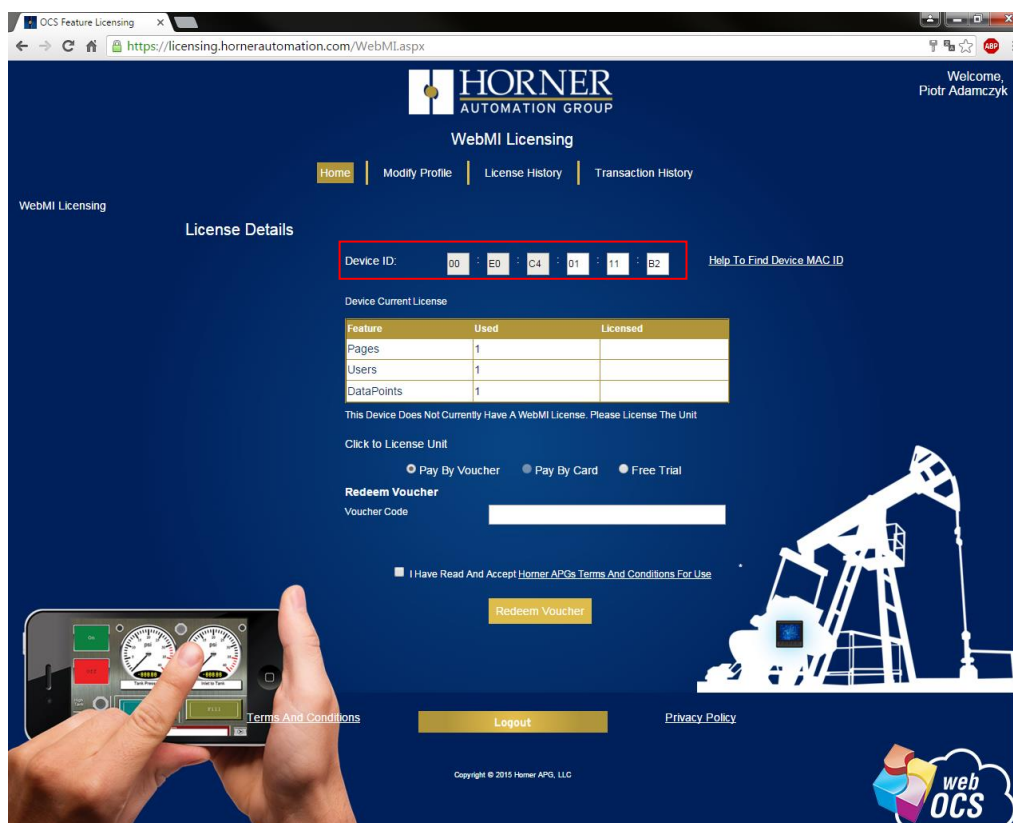 OCS Feature Licensing
https://licensing.hornerautomation.com/WebMI.aspx
ABP
HORNER
AUTOMATION GROUP
Welcome,
Piotr Adamczyk
WebMI Licensing
Home Modify Profile License History Transaction History
WebMI Licensing
License Details
Device ID: 00 : E0 : C4 : 01 : 11 : B2 Help To Find Device MAC ID
Device Current License
Feature Used Licensed
Pages 1
Users 1
DataPoints 1
This Device Does Not Currently Have A WebMI License. Please License The Unit
Click to License Unit
Pay By Voucher Pay By Card Free Trial
Redeem Voucher
Voucher Code
I Have Read And Accept Horner APGs Terms And Conditions For Use *
Redeem Voucher
psi psi
Terms And Conditions Logout Privacy Policy
Copyright © 2015 Horner APG, LLC
web
OCS